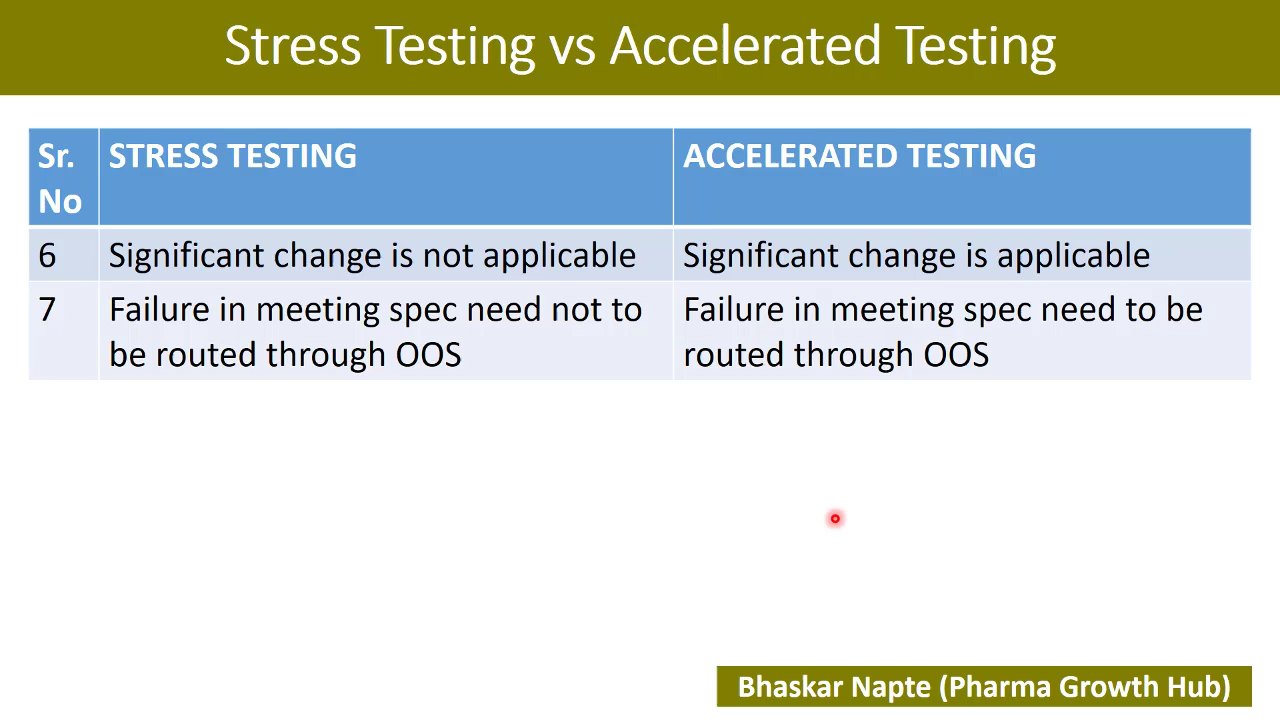 Stress Testing vs Accelerated Testing
Sr. No
STRESS TESTING
ACCELERATED TESTING
6
Significant change is not applicable
Significant change is applicable
7
Failure in meeting spec need not to
be routed through OOS
Failure in meeting spec need to be
routed through OOS
Bhaskar Napte (Pharma Growth Hub)